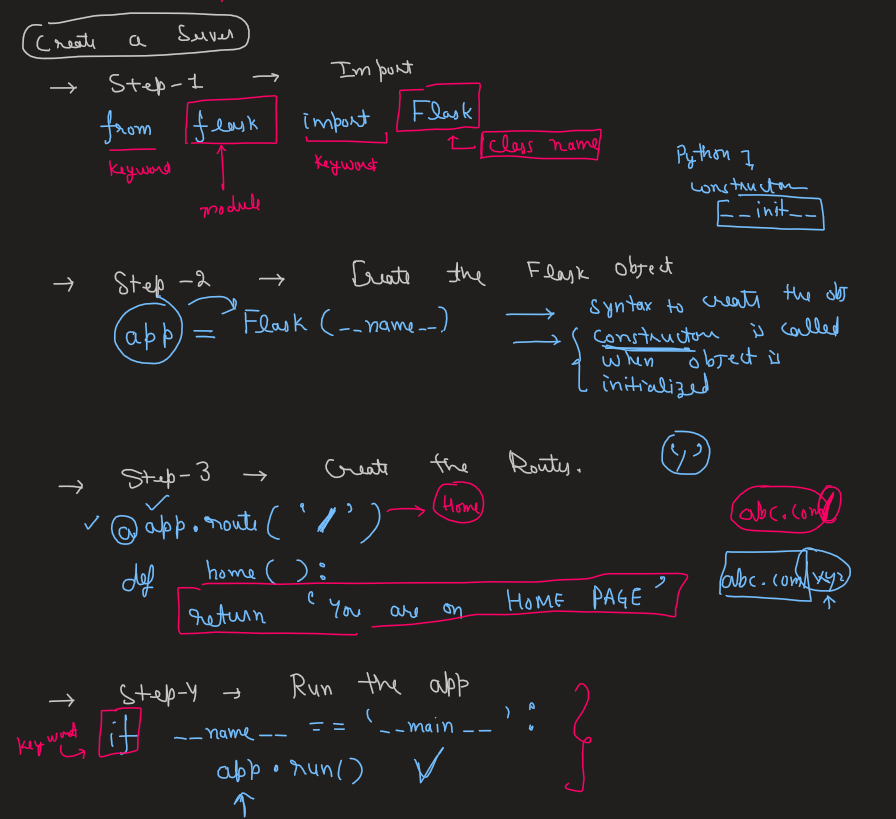 Create a Server
→ Step-1 → Import
from flask import Flask
keyword
keyword
class name
module
Python
constructor
__init__
→ Step-2 → Create the Flask object
app = Flask(__name__)
→ syntax to create the obj
→ constructor is called
when object is
initialized
→ Step-3 → Create the Routes.
'/'
@app.route('/') → Home
abc.com/
def home():
abc.com/xyz
return 'You are on HOME PAGE'
→ Step-4 → Run the app
keyword
if __name__ == '__main__':
app.run()